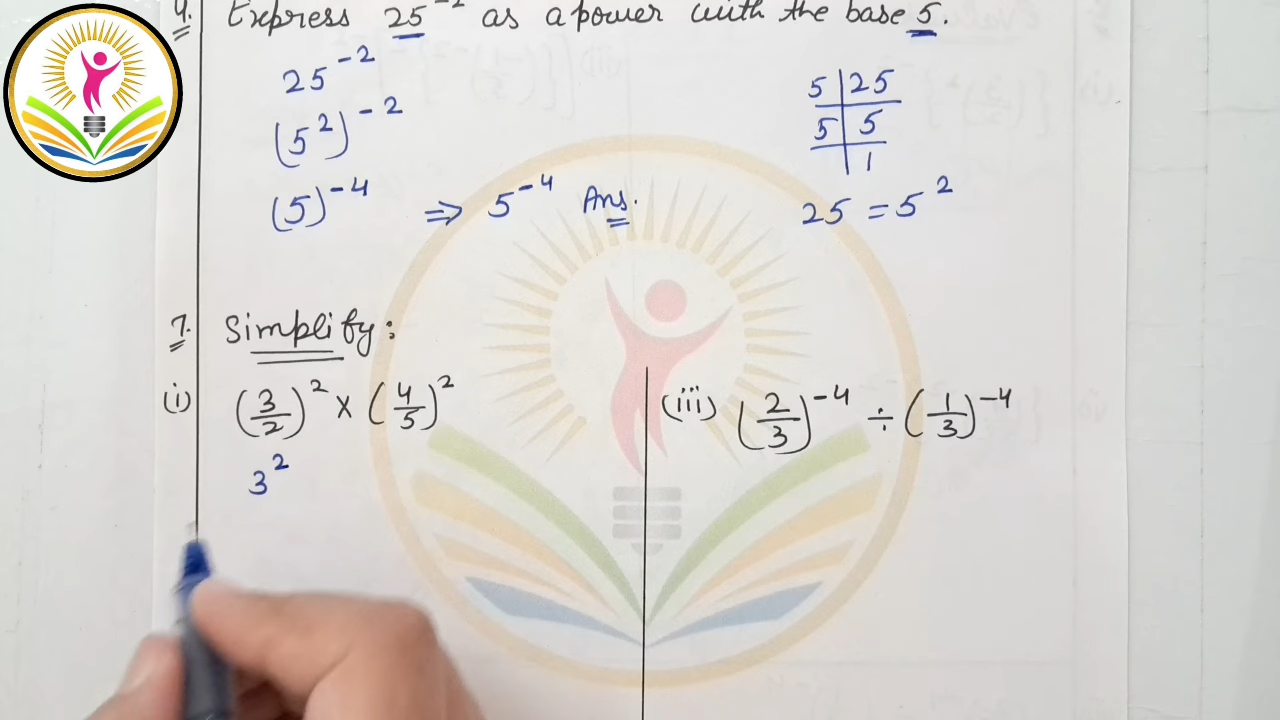 4. Express 25⁻² as a power with the base 5.
25⁻²
(5²)⁻²
(5)⁻⁴ ⇒ 5⁻⁴ Ans.
5 | 25
5 | 5
1
25 = 5²
7. Simplify:
(i) (3/2)² × (4/5)²
3²
(iii) (2/3)⁻⁴ ÷ (1/3)⁻⁴